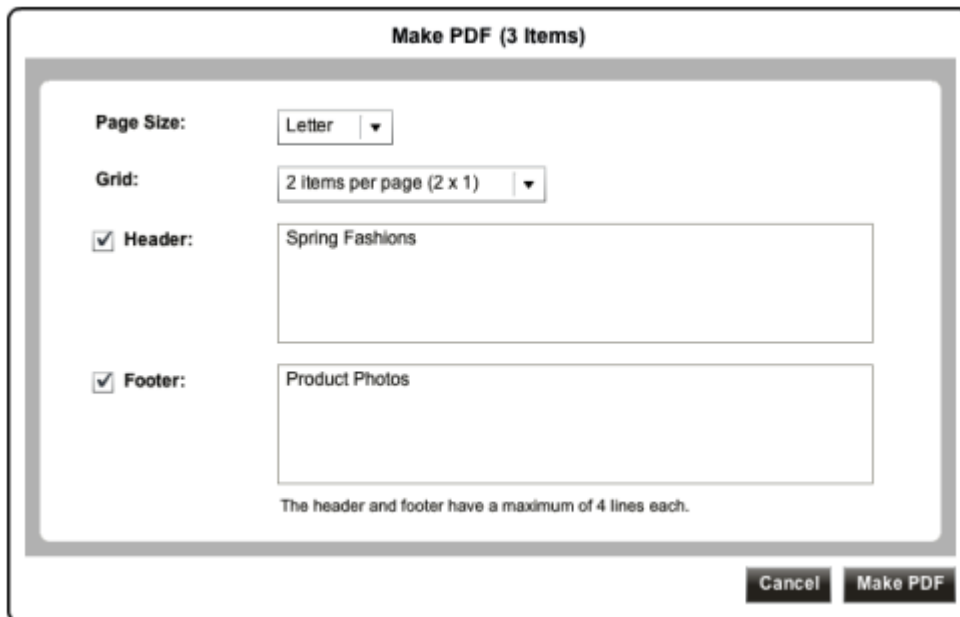 Make PDF (3 Items)
Page Size:
Letter
Grid:
2 items per page (2 x 1)
Header:
Spring Fashions
Footer:
Product Photos
The header and footer have a maximum of 4 lines each.
Cancel
Make PDF